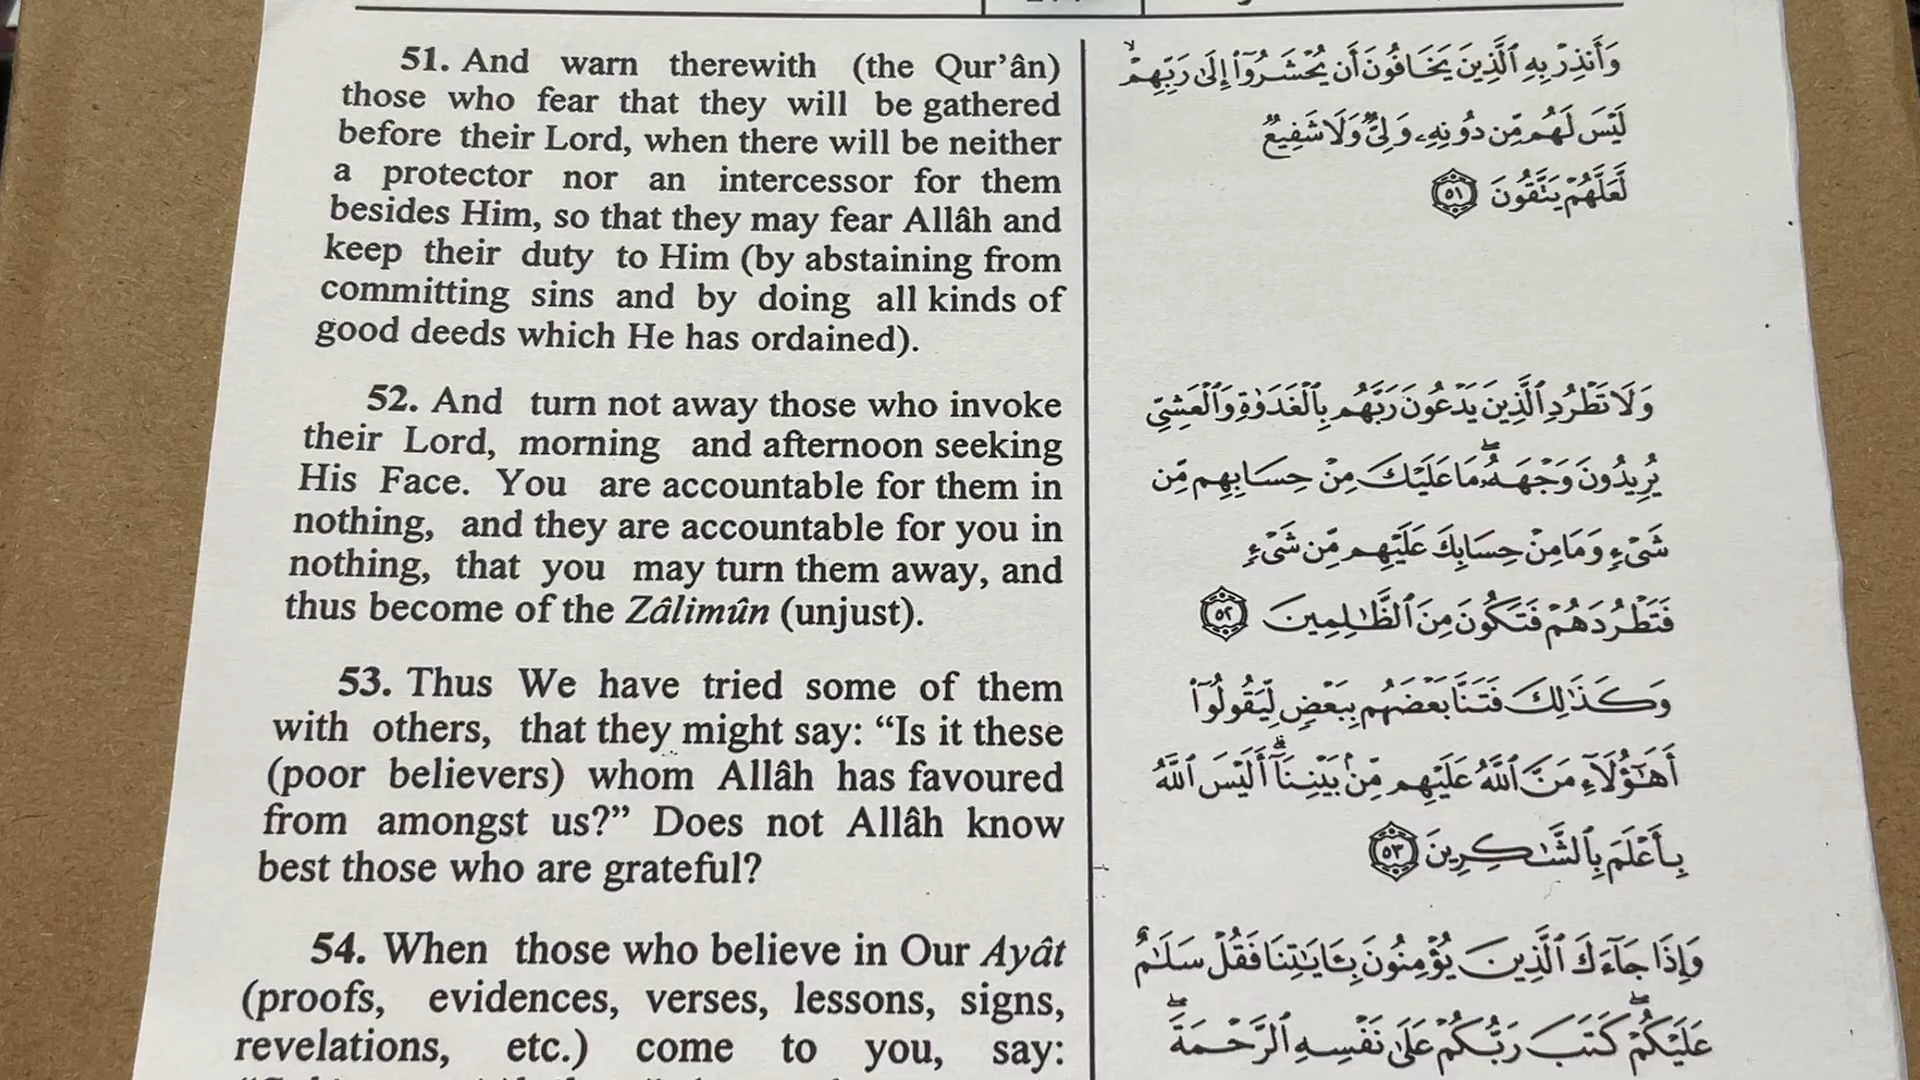 51. And warn therewith (the Qur’ân)
those who fear that they will be gathered
before their Lord, when there will be neither
a protector nor an intercessor for them
besides Him, so that they may fear Allâh and
keep their duty to Him (by abstaining from
committing sins and by doing all kinds of
good deeds which He has ordained).
52. And turn not away those who invoke
their Lord, morning and afternoon seeking
His Face. You are accountable for them in
nothing, and they are accountable for you in
nothing, that you may turn them away, and
thus become of the Zâlimûn (unjust).
53. Thus We have tried some of them
with others, that they might say: “Is it these
(poor believers) whom Allâh has favoured
from amongst us?” Does not Allâh know
best those who are grateful?
54. When those who believe in Our Ayât
(proofs, evidences, verses, lessons, signs,
revelations, etc.) come to you, say:
وَأَنذِرْ بِهِ ٱلَّذِينَ يَخَافُونَ أَن يُحْشَرُوٓا۟ إِلَىٰ رَبِّهِمْ ۙ
لَيْسَ لَهُم مِّن دُونِهِۦ وَلِىٌّ وَلَا شَفِيعٌ
لَّعَلَّهُمْ يَتَّقُونَ ٥١
وَلَا تَطْرُدِ ٱلَّذِينَ يَدْعُونَ رَبَّهُم بِٱلْغَدَوٰةِ وَٱلْعَشِىِّ
يُرِيدُونَ وَجْهَهُۥ ۖ مَا عَلَيْكَ مِنْ حِسَابِهِم مِّن
شَىْءٍ وَمَا مِنْ حِسَابِكَ عَلَيْهِم مِّن شَىْءٍ
فَتَطْرُدَهُمْ فَتَكُونَ مِنَ ٱلظَّـٰلِمِينَ ٥٢
وَكَذَٰلِكَ فَتَنَّا بَعْضَهُم بِبَعْضٍ لِّيَقُولُوٓا۟
أَهَـٰٓؤُلَآءِ مَنَّ ٱللَّهُ عَلَيْهِم مِّنۢ بَيْنِنَآ ۗ أَلَيْسَ ٱللَّهُ
بِأَعْلَمَ بِٱلشَّـٰكِرِينَ ٥٣
وَإِذَا جَآءَكَ ٱلَّذِينَ يُؤْمِنُونَ بِـَٔايَـٰتِنَا فَقُلْ سَلَـٰمٌ
عَلَيْكُمْ ۖ كَتَبَ رَبُّكُمْ عَلَىٰ نَفْسِهِ ٱلرَّحْمَةَ ۖ